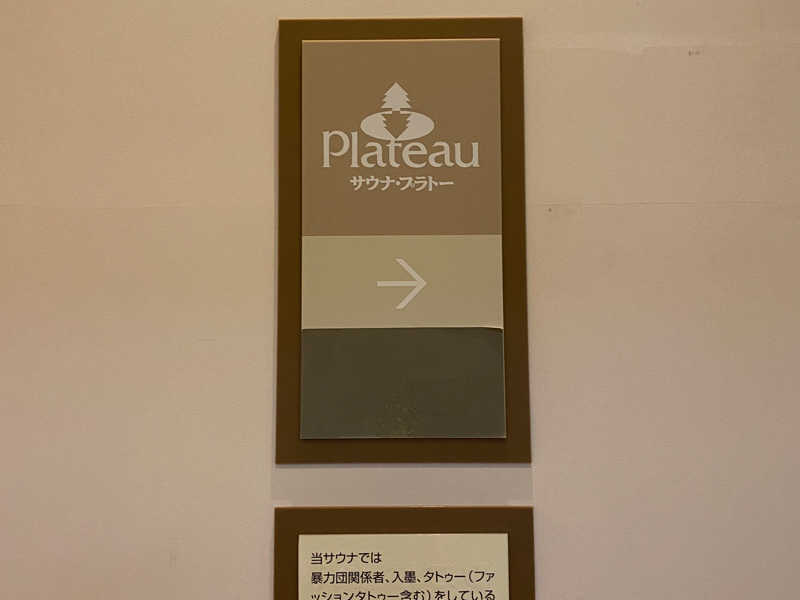 Plateau
サウナ・プラトー
当サウナでは
暴力団関係者、入墨、タトゥー（ファ
ッションタトゥー含む）をしている